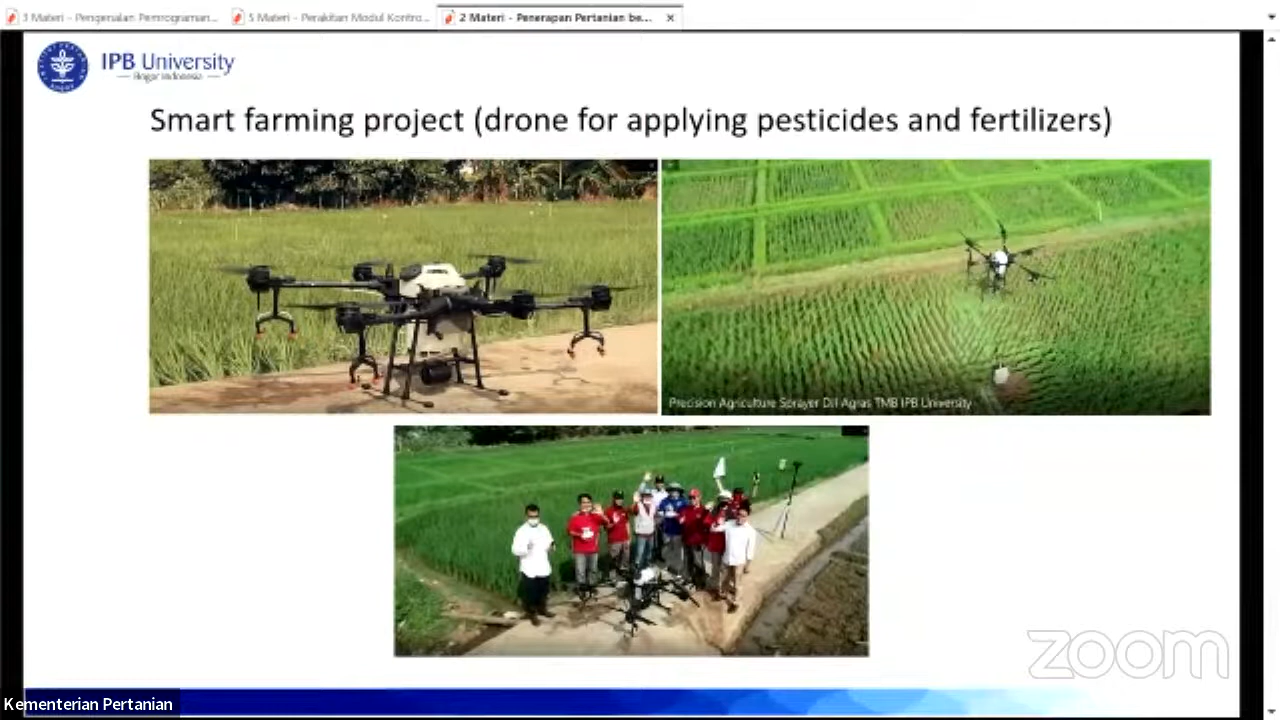 3 Materi - Pengenalan Pemrograman...
5 Materi - Perakitan Modul Kontro...
2 Materi - Penerapan Pertanian be...
IPB University
Bogor Indonesia
Smart farming project (drone for applying pesticides and fertilizers)
Precision Agriculture Sprayer DJI Agras TMB IPB University
zoom
Kementerian Pertanian